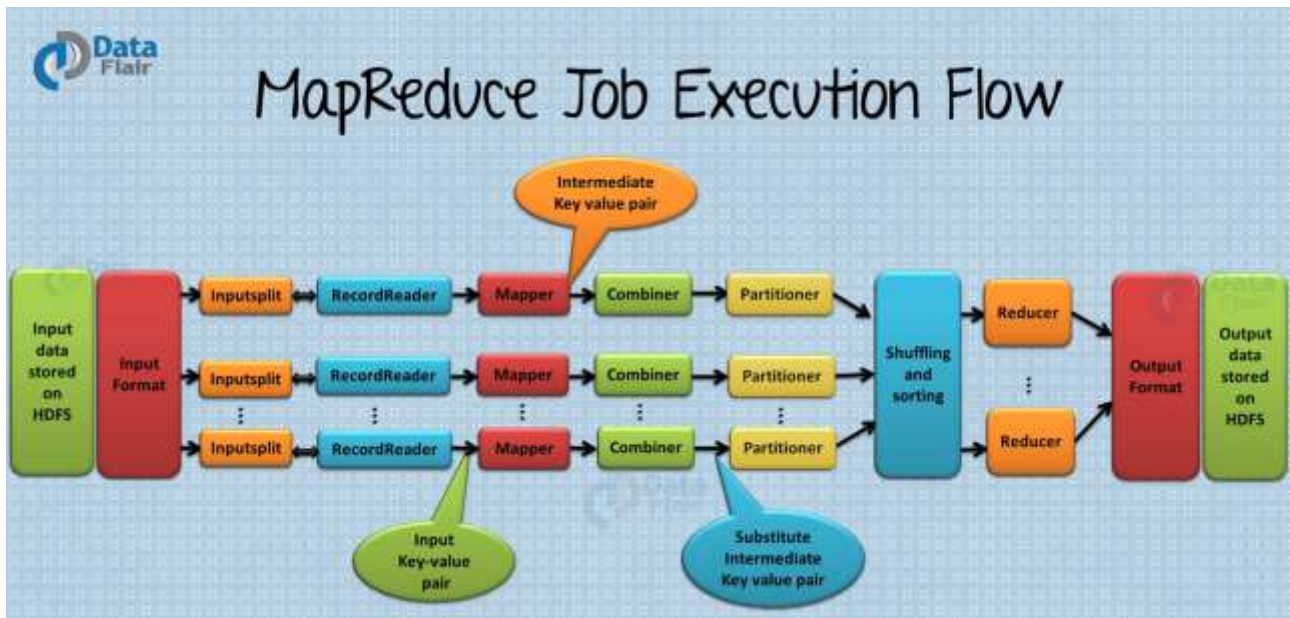 Data
Flair
MapReduce Job Execution Flow
Intermediate
Key value pair
Input
data
stored
on
HDFS
Input
Format
Inputsplit
RecordReader
Mapper
Combiner
Partitioner
Inputsplit
RecordReader
Mapper
Combiner
Partitioner
Inputsplit
RecordReader
Mapper
Combiner
Partitioner
Shuffling
and
sorting
Reducer
Reducer
Output
Format
Output
data
stored
on
HDFS
Input
Key-value
pair
Substitute
Intermediate
Key value pair
Data
Flair